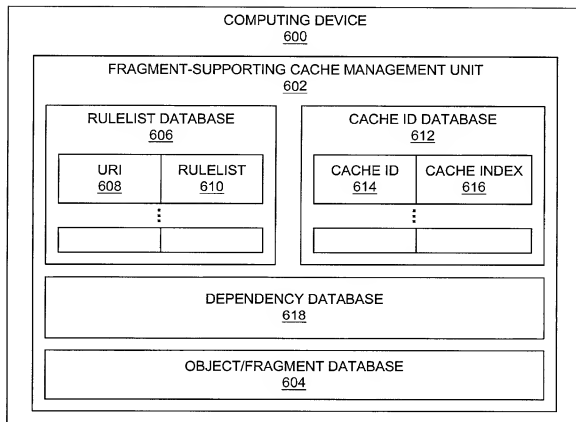 COMPUTING DEVICE
600
FRAGMENT-SUPPORTING CACHE MANAGEMENT UNIT
602
RULELIST DATABASE
606
URI
608
RULELIST
610
CACHE ID DATABASE
612
CACHE ID
614
CACHE INDEX
616
DEPENDENCY DATABASE
618
OBJECT/FRAGMENT DATABASE
604